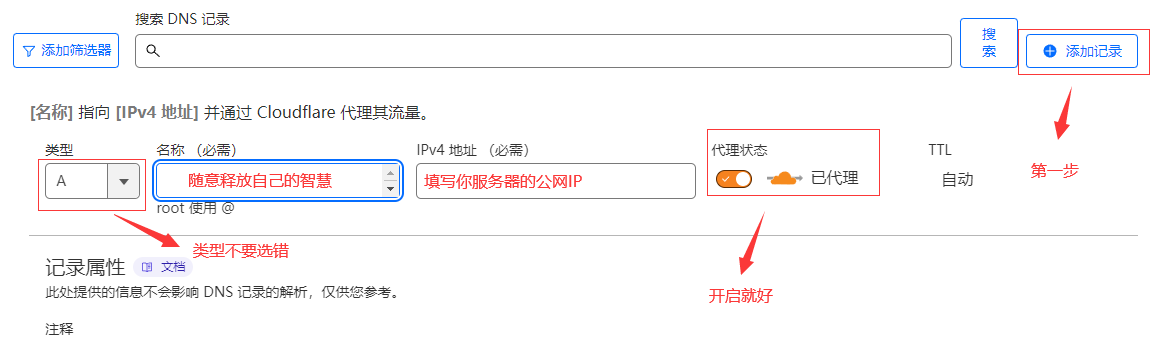 搜索 DNS 记录
添加筛选器
搜
索
添加记录
[名称] 指向 [IPv4 地址] 并通过 Cloudflare 代理其流量。
类型
名称 （必需）
IPv4 地址 （必需）
代理状态
TTL
A
随意释放自己的智慧
填写你服务器的公网IP
已代理
自动
第一步
root 使用 @
类型不要选错
记录属性
文档
此处提供的信息不会影响 DNS 记录的解析，仅供您参考。
开启就好
注释